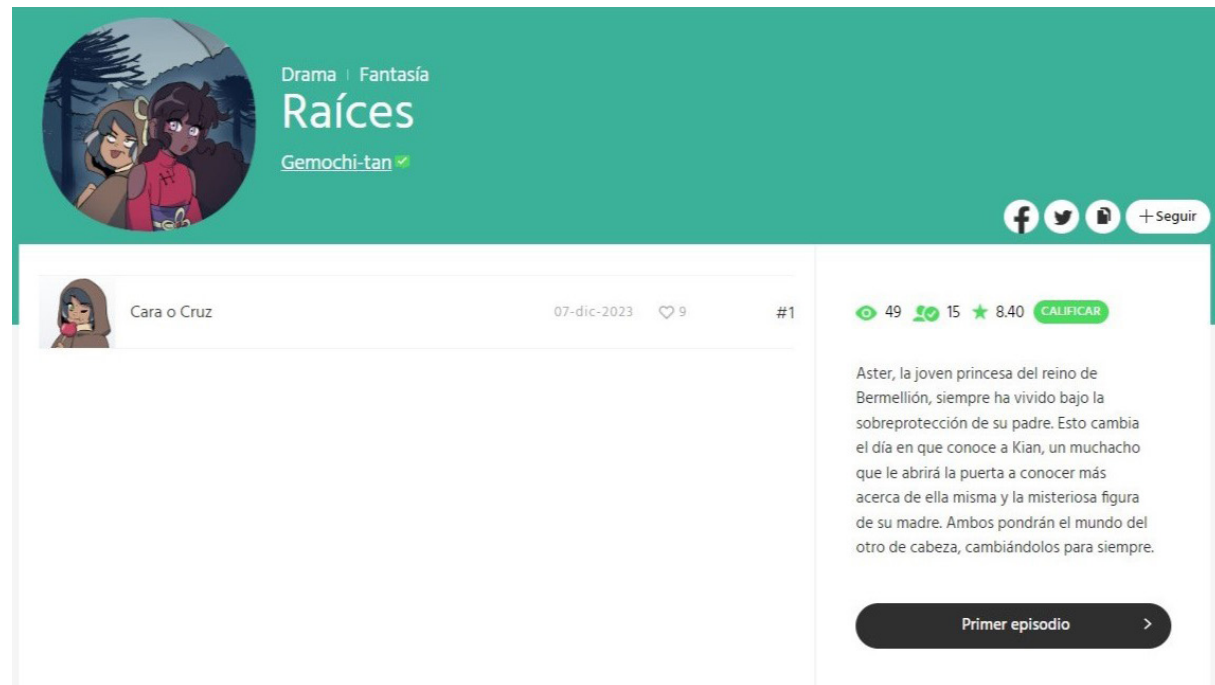 Drama | Fantasía
Raíces
Gemochi-tan
+ Seguir
Cara o Cruz 07-dic-2023 9 #1
49 15 8.40 CALIFICAR
Aster, la joven princesa del reino de
Bermellión, siempre ha vivido bajo la
sobreprotección de su padre. Esto cambia
el día en que conoce a Kian, un muchacho
que le abrirá la puerta a conocer más
acerca de ella misma y la misteriosa figura
de su madre. Ambos pondrán el mundo del
otro de cabeza, cambiándolos para siempre.
Primer episodio >